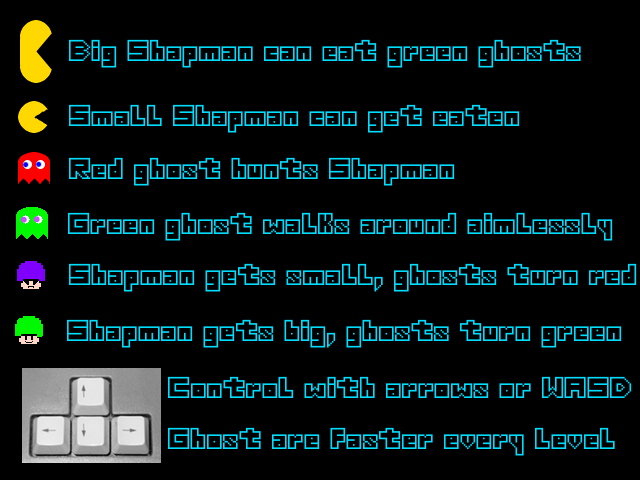 Big Shapman can eat green ghosts
Small Shapman can get eaten
Red ghost hunts Shapman
Green ghost walks around aimlessly
Shapman gets small, ghosts turn red
Shapman gets big, ghosts turn green
Control with arrows or WASD
Ghost are faster every level